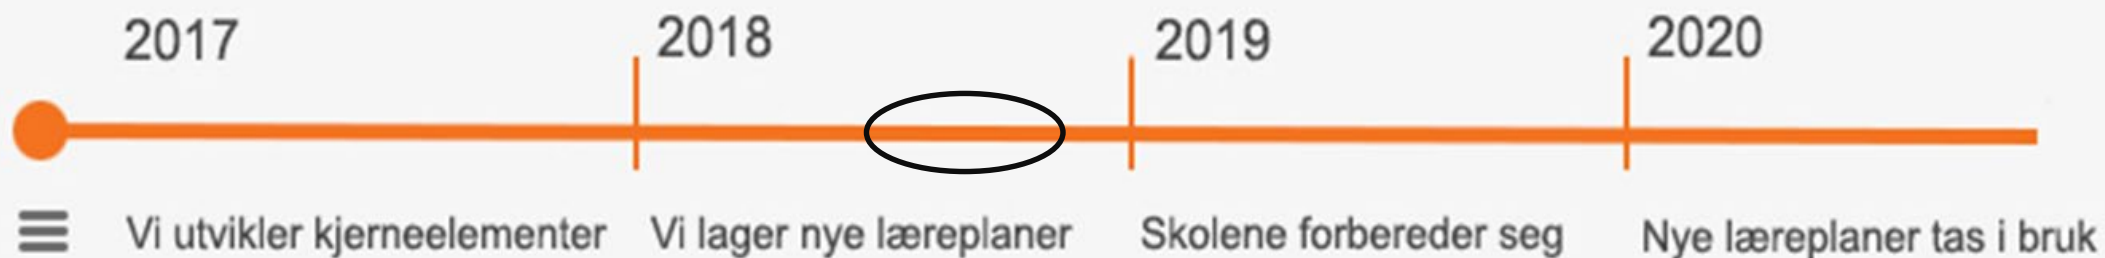 2017 2018 2019 2020
Vi utvikler kjerneelementer Vi lager nye læreplaner Skolene forbereder seg Nye læreplaner tas i bruk